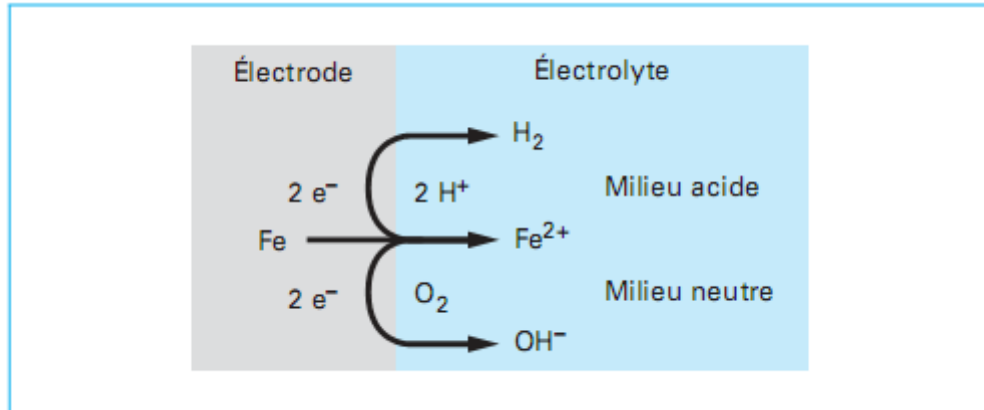 Électrode Électrolyte
H₂
2 e⁻ 2 H⁺ Milieu acide
Fe Fe²⁺
2 e⁻ O₂ Milieu neutre
OH⁻